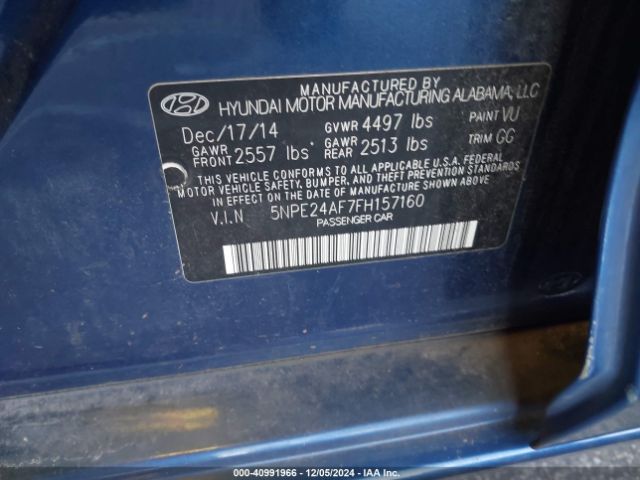 MANUFACTURED BY
HYUNDAI MOTOR MANUFACTURING ALABAMA, LLC
Dec/17/14 GVWR 4497 lbs PAINT VU
GAWR FRONT 2557 lbs GAWR REAR 2513 lbs TRIM GG
THIS VEHICLE CONFORMS TO ALL APPLICABLE U.S.A. FEDERAL
MOTOR VEHICLE SAFETY, BUMPER, AND THEFT PREVENTION STANDARDS
IN EFFECT ON THE DATE OF MANUFACTURE SHOWN ABOVE.
V.I.N 5NPE24AF7FH157160
PASSENGER CAR
000-40991966 - 12/05/2024 - IAA Inc.